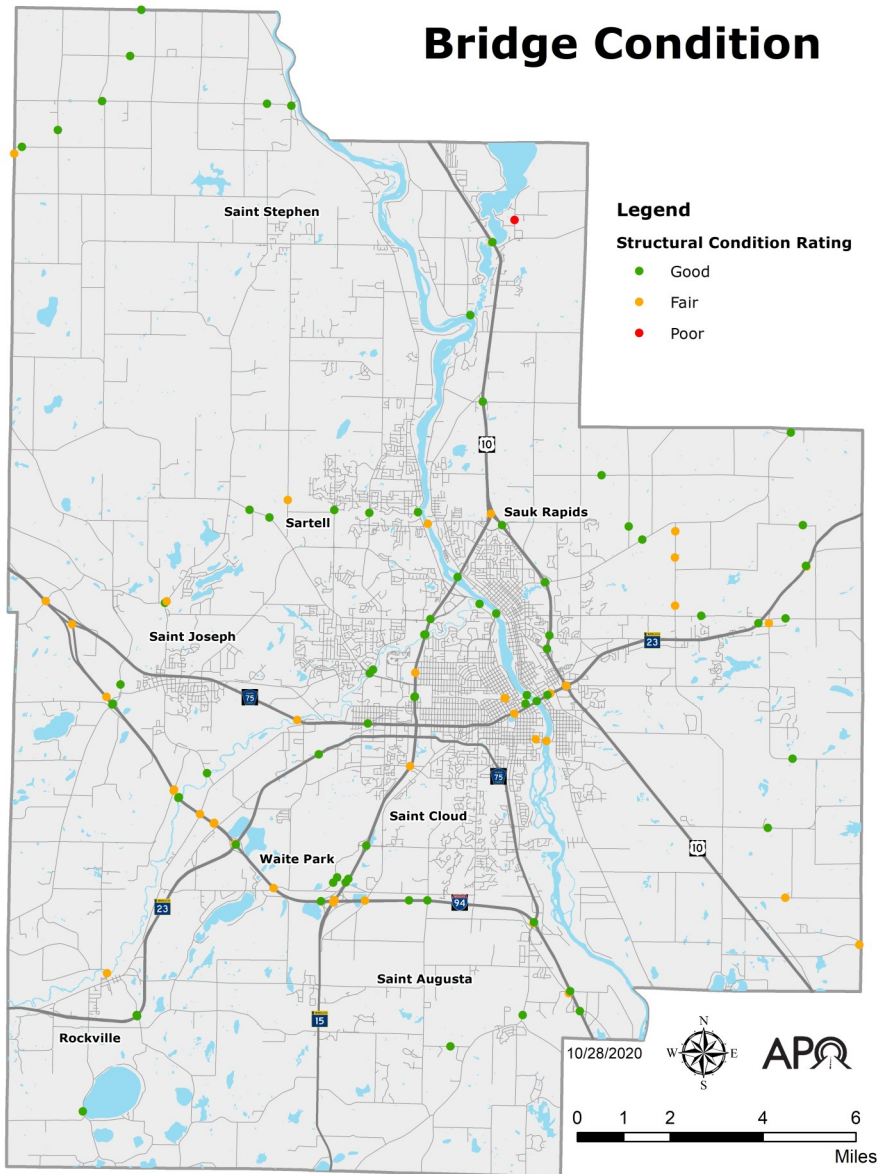 Bridge Condition
Saint Stephen
Legend
Structural Condition Rating
Good
Fair
Poor
10
Sartell
Sauk Rapids
Saint Joseph
23
75
75
Saint Cloud
10
Waite Park
23
94
Saint Augusta
15
Rockville
10/28/2020
N
W
E
S
APO
0 1 2 4 6
Miles